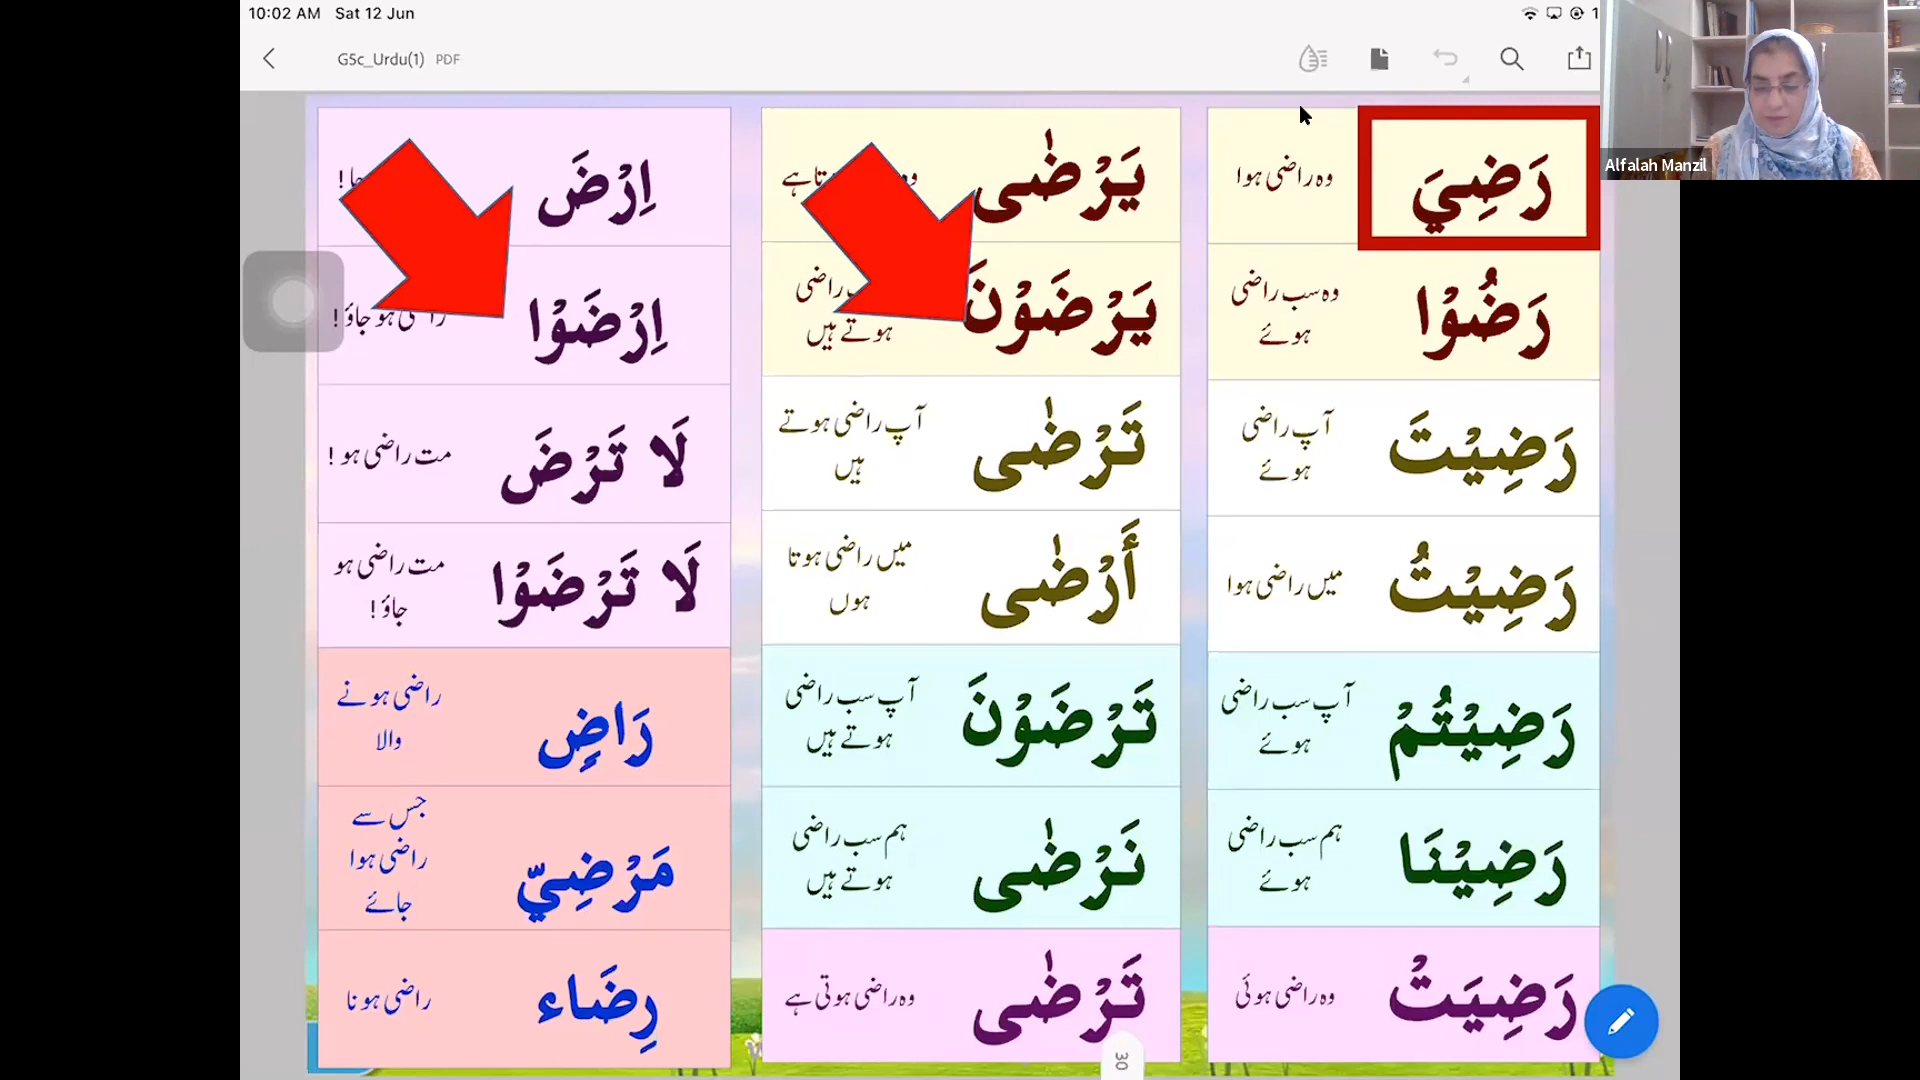 10:02 AM Sat 12 Jun
G5c_Urdu(1) PDF
Alfalah Manzil
رَضِيَ
وہ راضی ہوا
رَضُوْا
وہ سب راضی
ہوئے
رَضِيْتَ
آپ راضی
ہوئے
رَضِيْتُ
میں راضی ہوا
رَضِيْتُمْ
آپ سب راضی
ہوئے
رَضِيْنَا
ہم سب راضی
ہوئے
رَضِيَتْ
وہ راضی ہوئی
يَرْضٰى
يَرْضَوْنَ
راضی
ہوتے ہیں
تَرْضٰى
آپ راضی ہوتے
ہیں
أَرْضٰى
میں راضی ہوتا
ہوں
تَرْضَوْنَ
آپ سب راضی
ہوتے ہیں
نَرْضٰى
ہم سب راضی
ہوتے ہیں
تَرْضٰى
وہ راضی ہوتی ہے
اِرْضَ
اِرْضَوْا
راضی ہو جاؤ !
لَا تَرْضَ
مت راضی ہو !
لَا تَرْضَوْا
مت راضی ہو
جاؤ !
رَاضٍ
راضی ہونے
والا
مَرْضِيّ
جس سے
راضی ہوا
جائے
رِضَاء
راضی ہونا
30